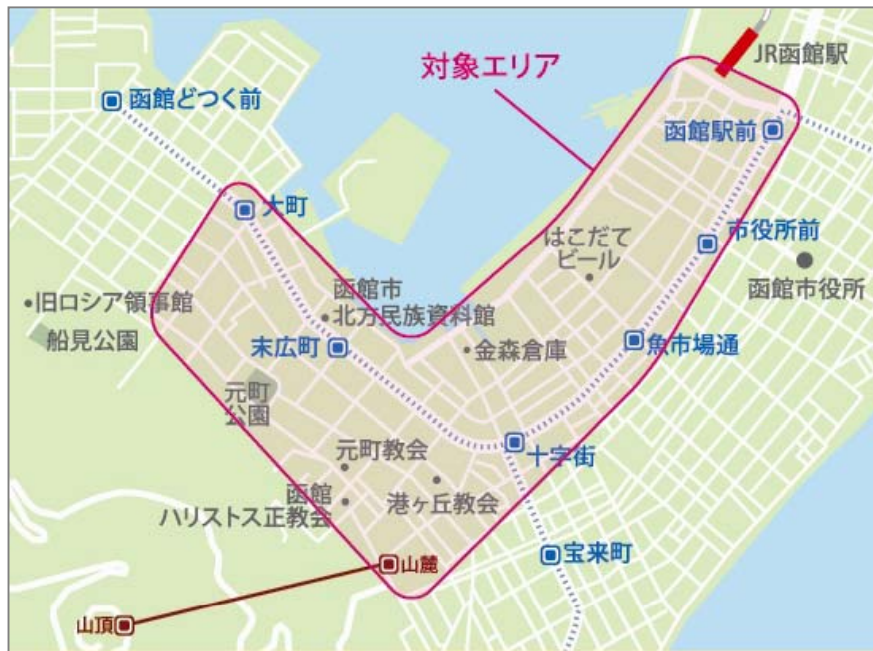 JR函館駅
対象エリア
函館どつく前
函館駅前
大町
市役所前
はこだて
ビール
函館市役所
旧ロシア領事館
函館市
北方民族資料館
船見公園
末広町
金森倉庫
魚市場通
元町
公園
元町教会
十字街
函館
ハリストス正教会
港ヶ丘教会
宝来町
山麓
山頂